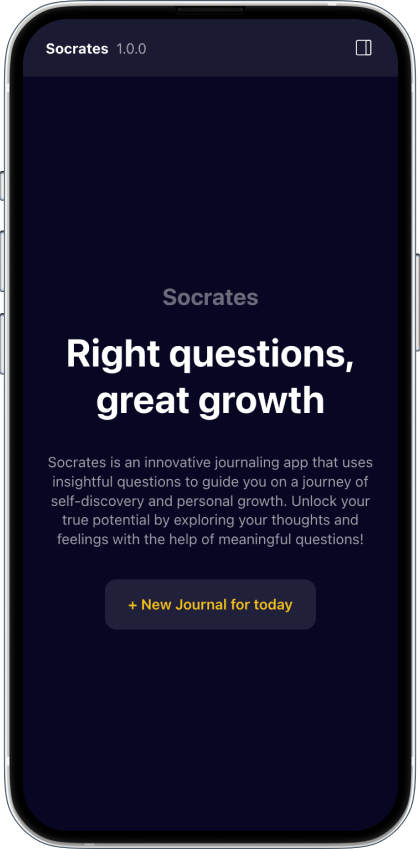 Socrates 1.0.0
Socrates
Right questions,
great growth
Socrates is an innovative journaling app that uses
insightful questions to guide you on a journey of
self-discovery and personal growth. Unlock your
true potential by exploring your thoughts and
feelings with the help of meaningful questions!
+ New Journal for today